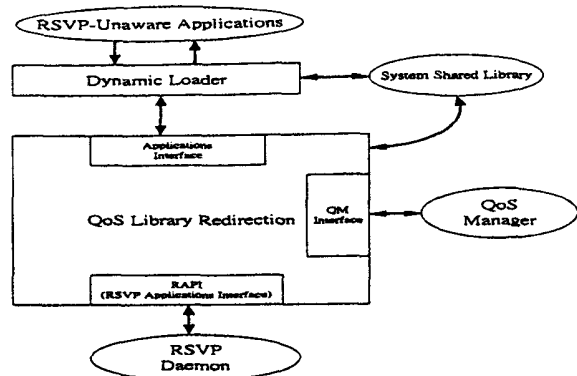 RSVP-Unaware Applications
Dynamic Loader
System Shared Library
Applications
Interface
QoS Library Redirection
QM
Interface
QoS
Manager
RAPI
(RSVP Applications Interface)
RSVP
Daemon